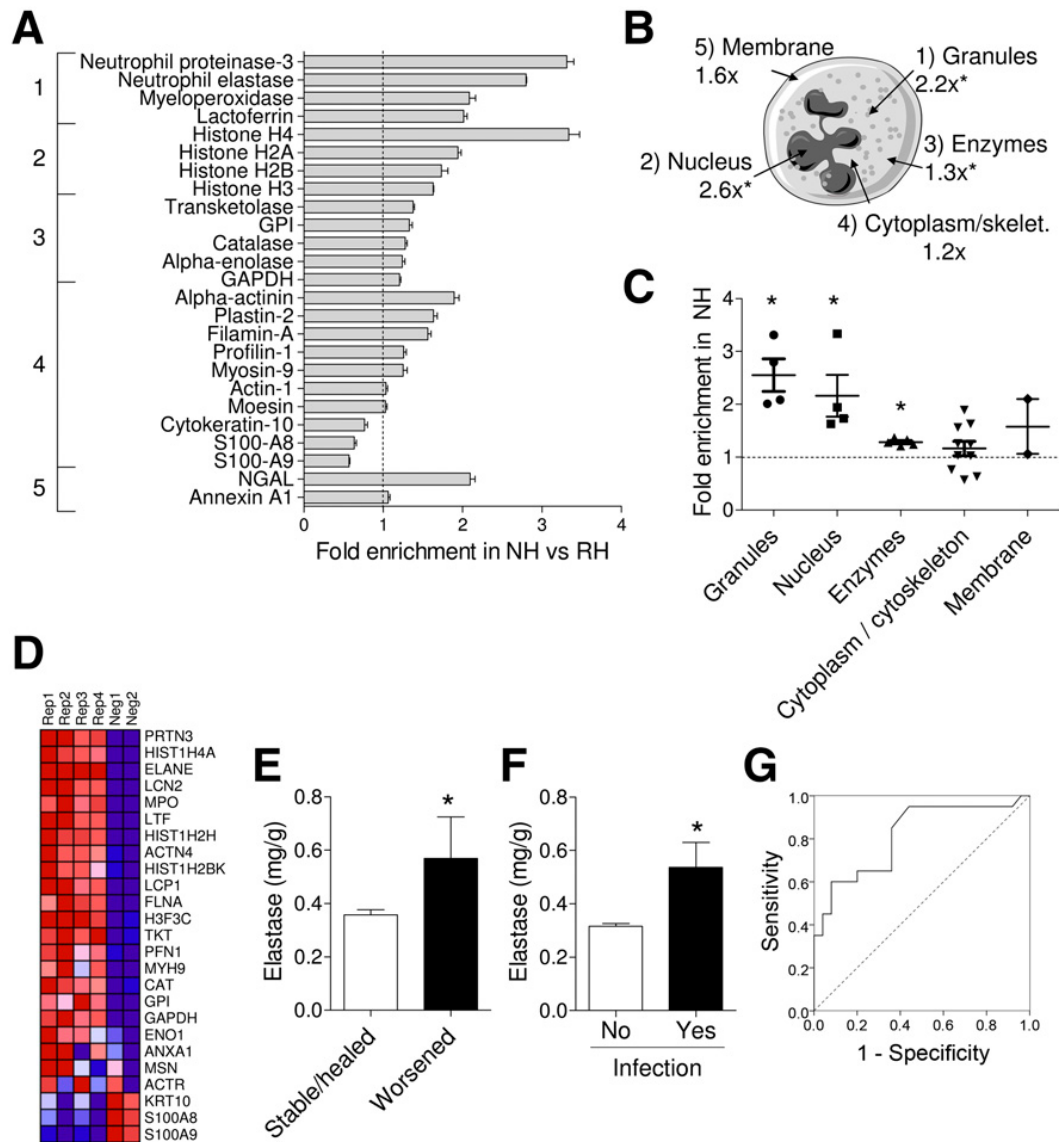 A
1
2
3
4
5
Neutrophil proteinase-3
Neutrophil elastase
Myeloperoxidase
Lactoferrin
Histone H4
Histone H2A
Histone H2B
Histone H3
Transketolase
GPI
Catalase
Alpha-enolase
GAPDH
Alpha-actinin
Plastin-2
Filamin-A
Profilin-1
Myosin-9
Actin-1
Moesin
Cytokeratin-10
S100-A8
S100-A9
NGAL
Annexin A1
0 1 2 3 4
Fold enrichment in NH vs RH
B
5) Membrane
1.6x
1) Granules
2.2x*
2) Nucleus
2.6x*
3) Enzymes
1.3x*
4) Cytoplasm/skelet.
1.2x
C
Fold enrichment in NH
4
3
2
1
0
* * *
Granules
Nucleus
Enzymes
Cytoplasm / cytoskeleton
Membrane
D
Rep1
Rep2
Rep3
Rep4
Neg1
Neg2
PRTN3
HIST1H4A
ELANE
LCN2
MPO
LTF
HIST1H2H
ACTN4
HIST1H2BK
LCP1
FLNA
H3F3C
TKT
PFN1
MYH9
CAT
GPI
GAPDH
ENO1
ANXA1
MSN
ACTR
KRT10
S100A8
S100A9
E
Elastase (mg/g)
0.8
0.6
0.4
0.2
0.0
*
Stable/healed
Worsened
F
Elastase (mg/g)
0.8
0.6
0.4
0.2
0.0
*
No Yes
Infection
G
Sensitivity
1.0
0.8
0.6
0.4
0.2
0.0
0.0 0.2 0.4 0.6 0.8 1.0
1 - Specificity